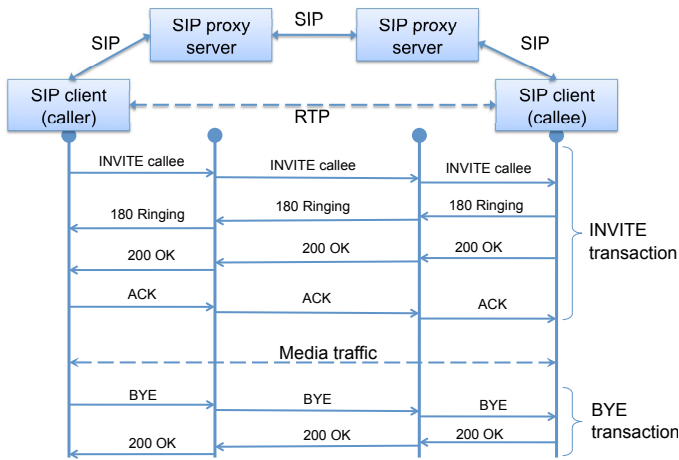 SIP proxy
server
SIP proxy
server
SIP
SIP
SIP
SIP client
(caller)
SIP client
(callee)
RTP
INVITE callee
INVITE callee
INVITE callee
180 Ringing
180 Ringing
180 Ringing
INVITE
transaction
200 OK
200 OK
200 OK
ACK
ACK
ACK
Media traffic
BYE
BYE
BYE
BYE
transaction
200 OK
200 OK
200 OK